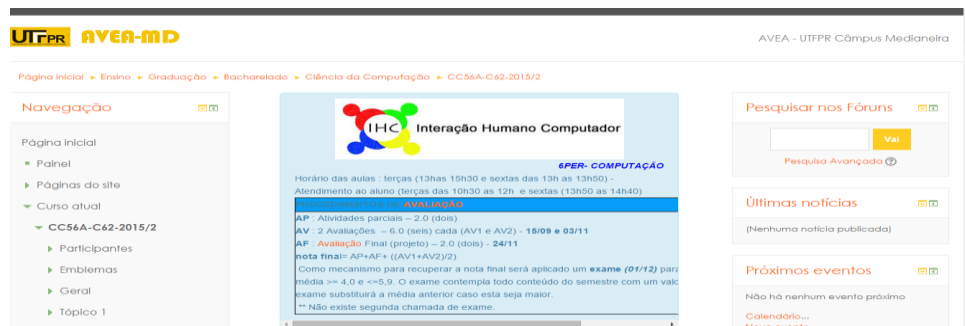 UTFPR AVEA-MD
AVEA - UTFPR Câmpus Medianeira
Página inicial ▸ Ensino ▸ Graduação ▸ Bacharelado ▸ Ciência da Computação ▸ CC56A-C62-2015/2
Navegação
Página inicial
Painel
Páginas do site
Curso atual
CC56A-C62-2015/2
Participantes
Emblemas
Geral
Tópico 1
IHC Interação Humano Computador
6PER- COMPUTAÇÃO
Horário das aulas : terças (13has 15h30 e sextas das 13h as 13h50) -
Atendimento ao aluno (terças das 10h30 as 12h e sextas (13h50 as 14h40)
PROCEDIMENTOS DE AVALIAÇÃO
AP : Atividades parciais – 2.0 (dois)
AV : 2 Avaliações – 6.0 (seis) cada (AV1 e AV2) - 15/09 e 03/11
AF : Avaliação Final (projeto) – 2.0 (dois) - 24/11
nota final= AP+AF+ ((AV1+AV2)/2)
Como mecanismo para recuperar a nota final será aplicado um exame (01/12) para
média >= 4,0 e <=5,9. O exame contempla todo conteúdo do semestre com um valo
exame substituirá a média anterior caso esta seja maior.
** Não existe segunda chamada de exame.
Pesquisar nos Fóruns
Vai
Pesquisa Avançada
Últimas notícias
(Nenhuma notícia publicada)
Próximos eventos
Não há nenhum evento próximo
Calendário...
Novo evento